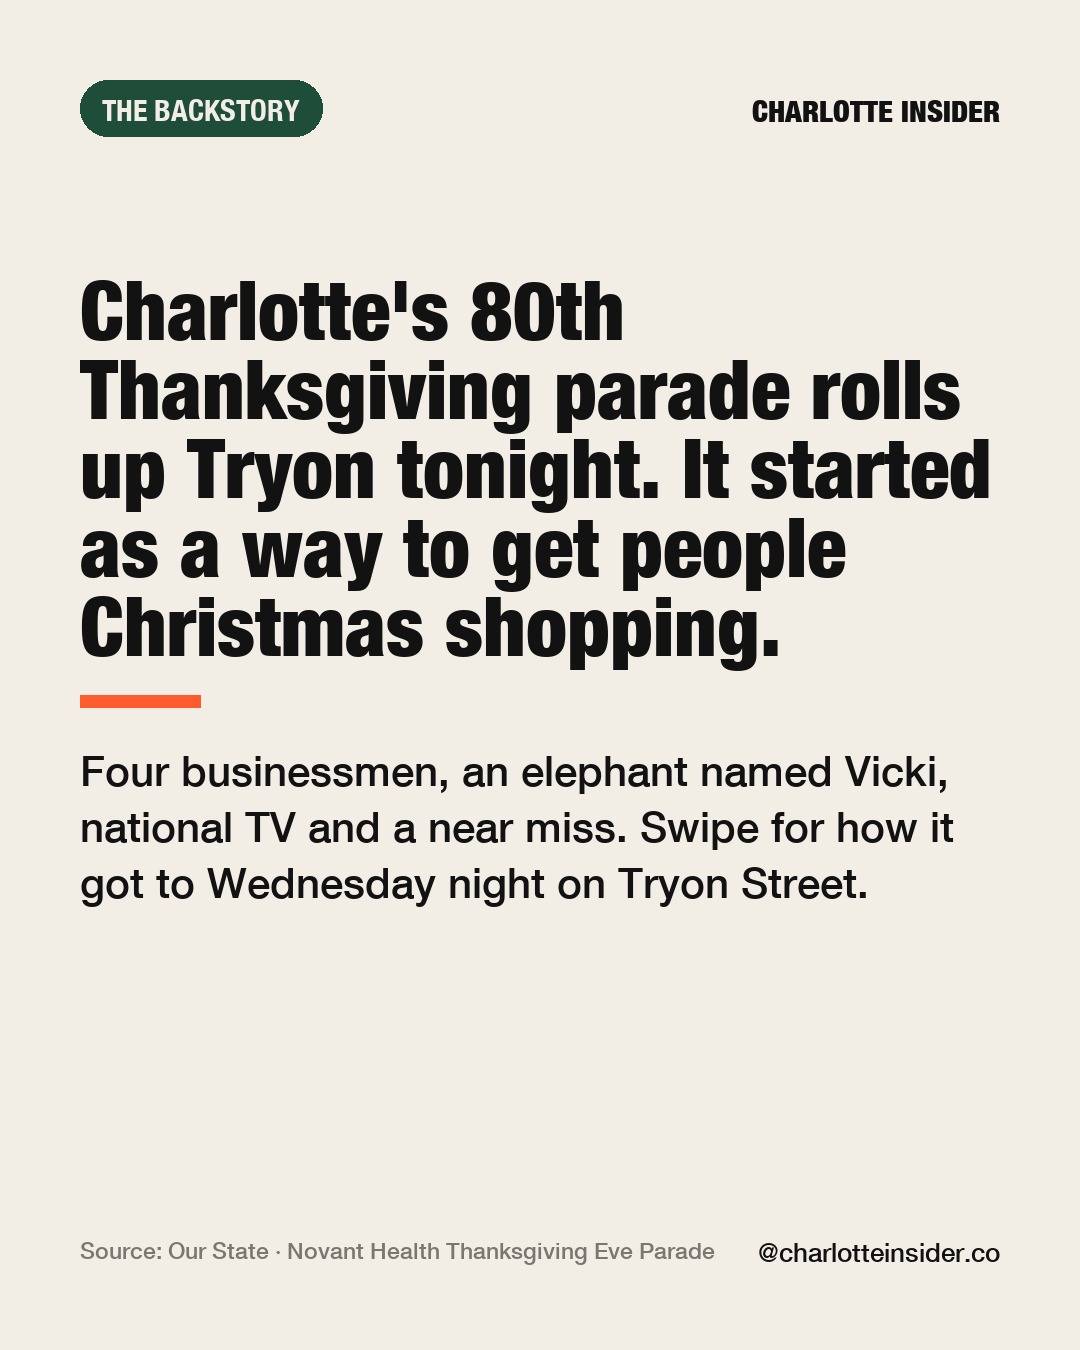 THE BACKSTORY
CHARLOTTE INSIDER
Charlotte's 80th
Thanksgiving parade rolls
up Tryon tonight. It started
as a way to get people
Christmas shopping.
Four businessmen, an elephant named Vicki,
national TV and a near miss. Swipe for how it
got to Wednesday night on Tryon Street.
Source: Our State · Novant Health Thanksgiving Eve Parade
@charlotteinsider.co